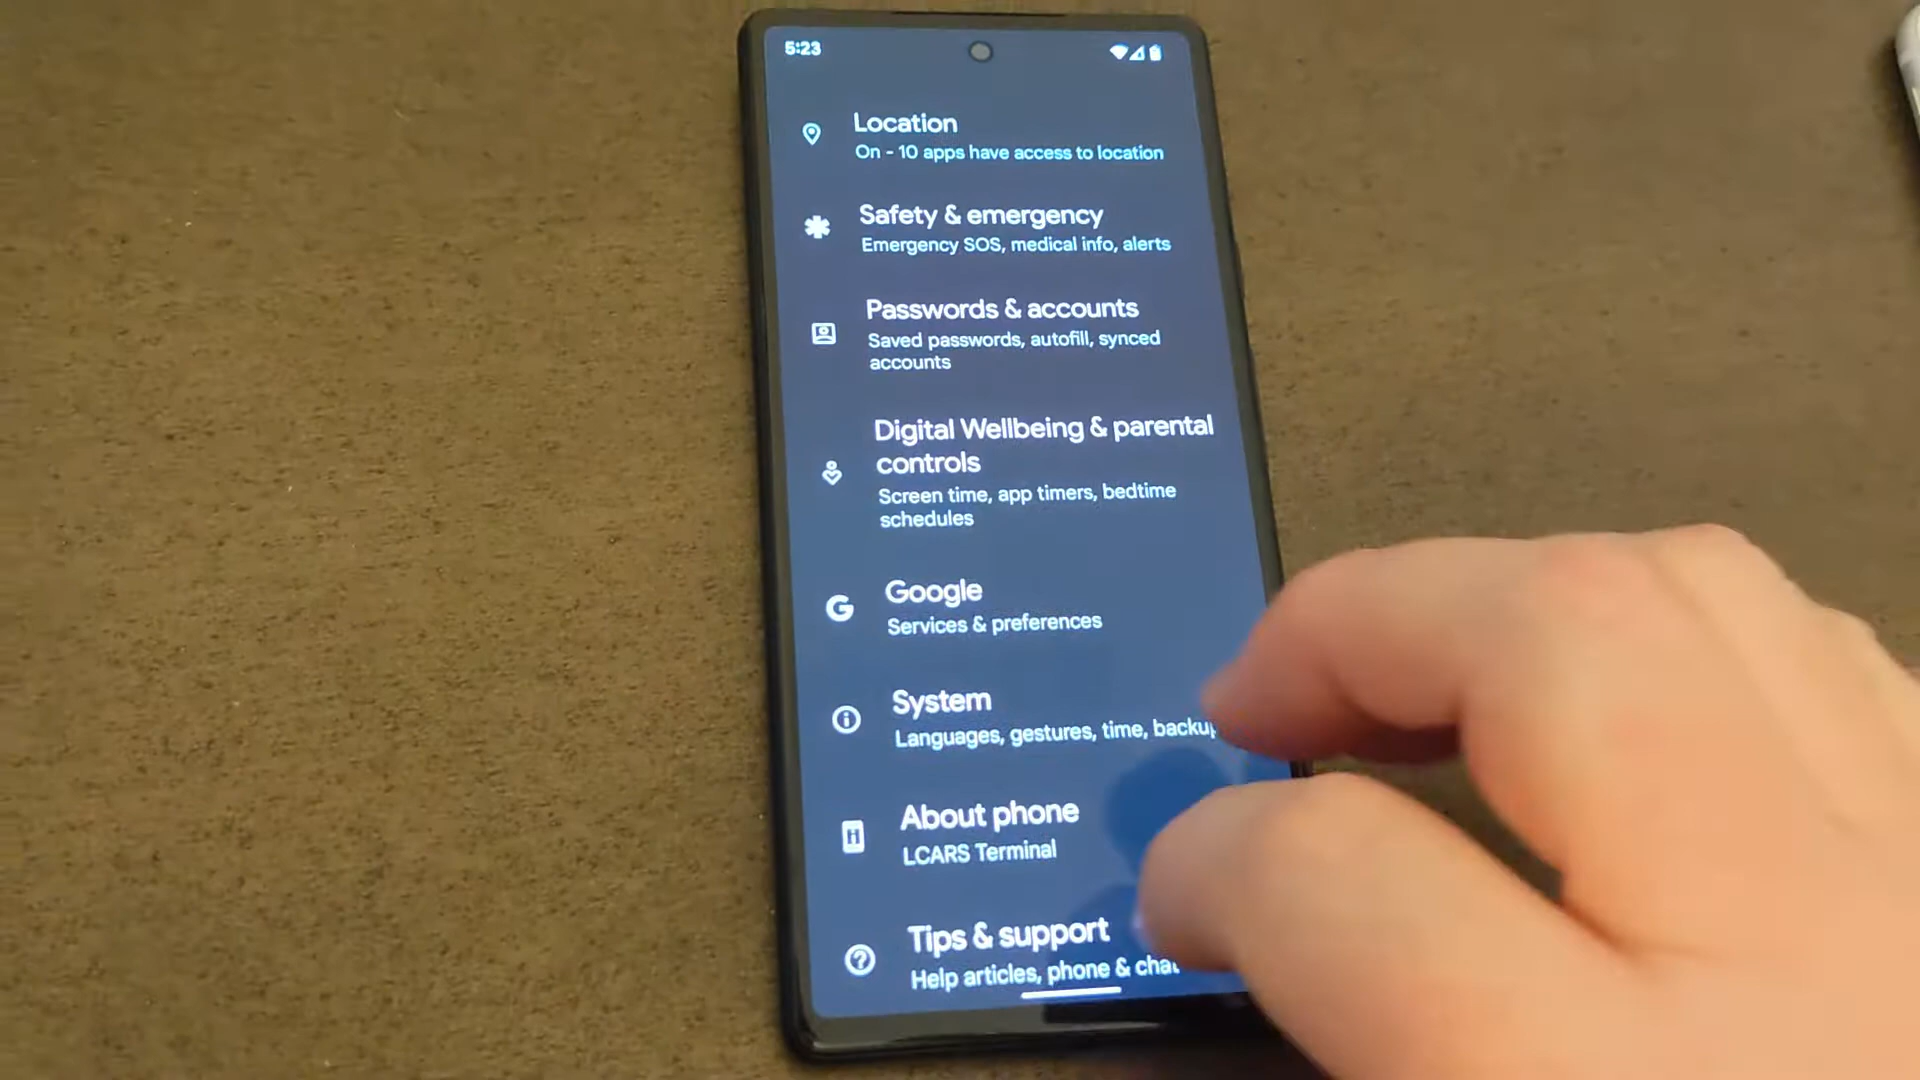 5:23
Location
On - 10 apps have access to location
Safety & emergency
Emergency SOS, medical info, alerts
Passwords & accounts
Saved passwords, autofill, synced
accounts
Digital Wellbeing & parental
controls
Screen time, app timers, bedtime
schedules
Google
Services & preferences
System
Languages, gestures, time, backup
About phone
LCARS Terminal
Tips & support
Help articles, phone & chat